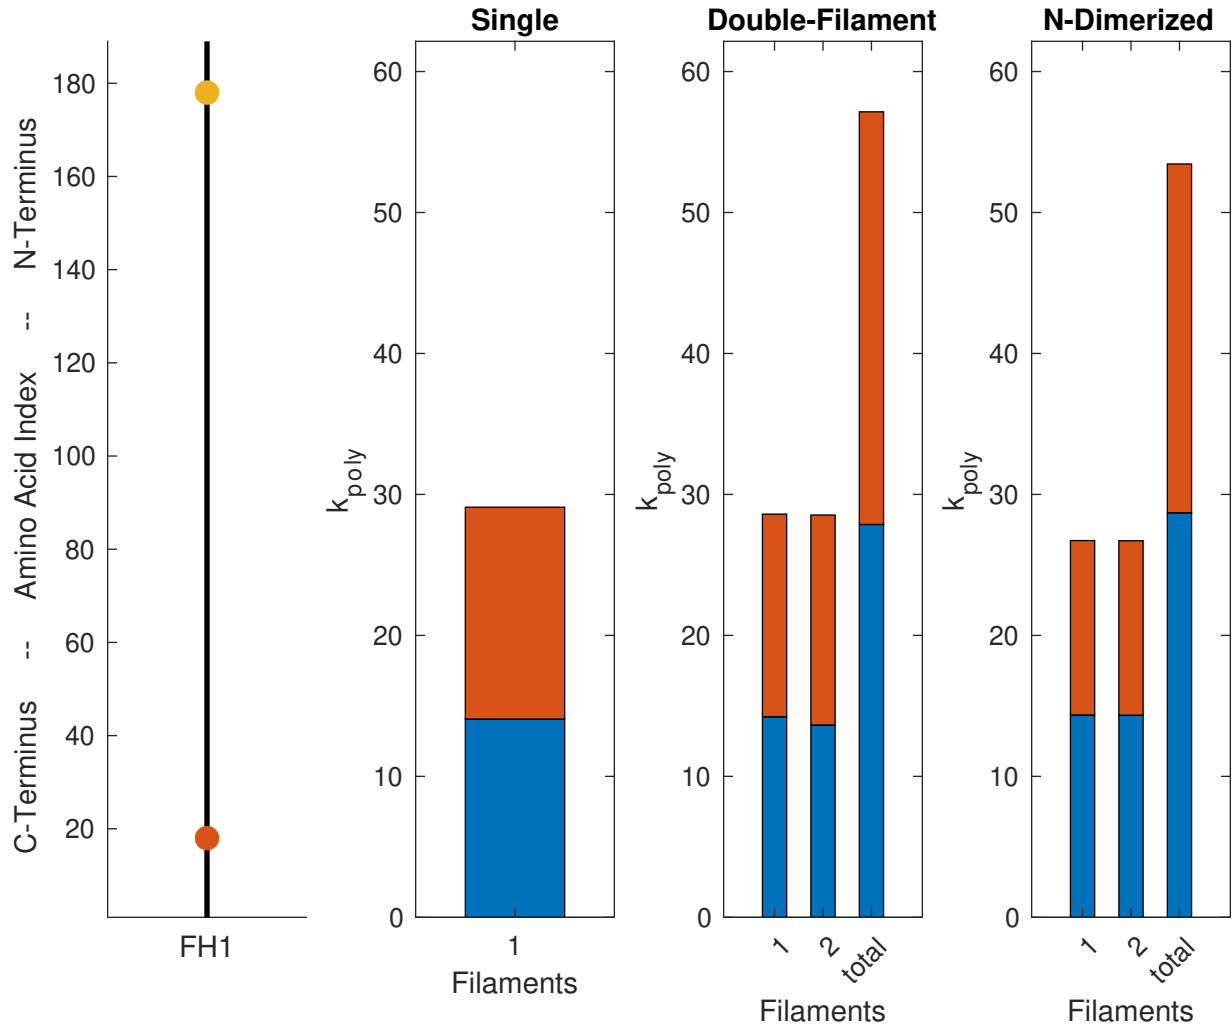 Single
Double-Filament
N-Dimerized
C-Terminus -- Amino Acid Index -- N-Terminus
180
160
140
120
100
80
60
40
20
FH1
k_poly
60
50
40
30
20
10
0
1
Filaments
k_poly
60
50
40
30
20
10
0
1
2
total
Filaments
k_poly
60
50
40
30
20
10
0
1
2
total
Filaments